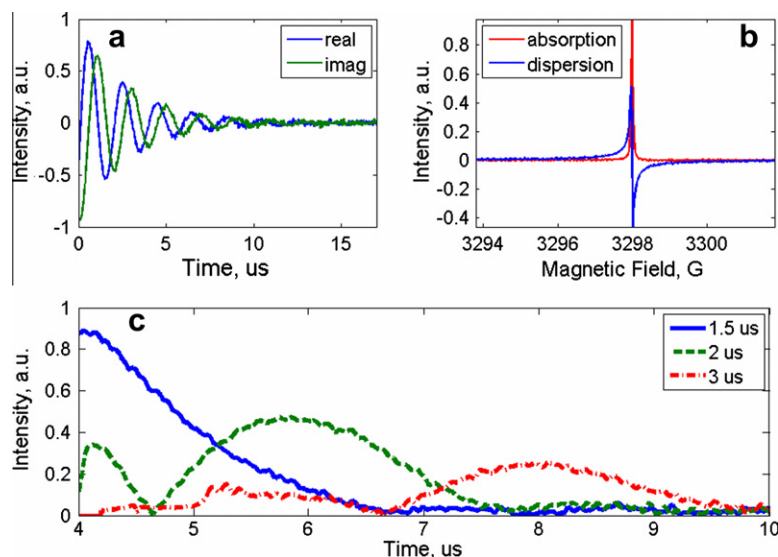 a
real
imag
Intensity, a.u.
1
0.5
0
-0.5
-1
0
5
10
15
Time, us
b
absorption
dispersion
Intensity, a.u.
0.8
0.6
0.4
0.2
0
-0.2
-0.4
3294
3296
3298
3300
Magnetic Field, G
c
1.5 us
2 us
3 us
Intensity, a.u.
1
0.8
0.6
0.4
0.2
0
4
5
6
7
8
9
10
Time, us